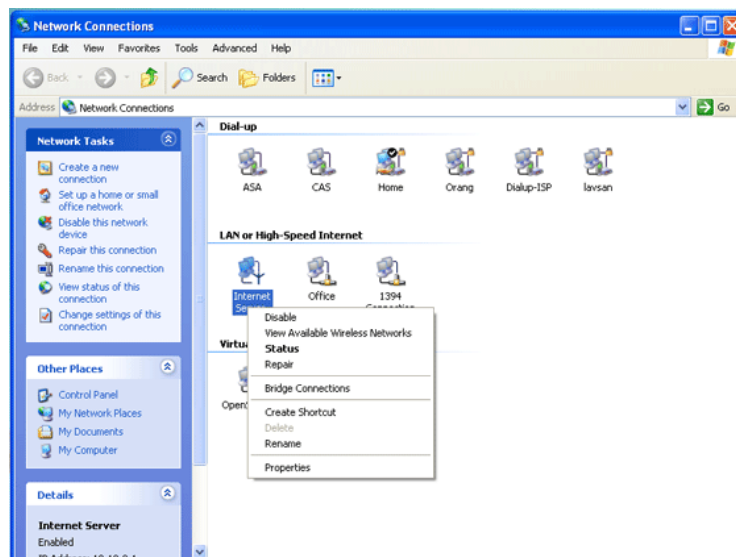 Network Connections
File Edit View Favorites Tools Advanced Help
Back Search Folders
Address Network Connections Go
Network Tasks
Create a new
connection
Set up a home or small
office network
Disable this network
device
Repair this connection
Rename this connection
View status of this
connection
Change settings of this
connection
Other Places
Control Panel
My Network Places
My Documents
My Computer
Details
Internet Server
Enabled
Dial-up
ASA CAS Home Orang Dialup-ISP lavsan
LAN or High-Speed Internet
Internet Office 1394
Disable
View Available Wireless Networks
Status
Repair
Bridge Connections
Create Shortcut
Delete
Rename
Properties